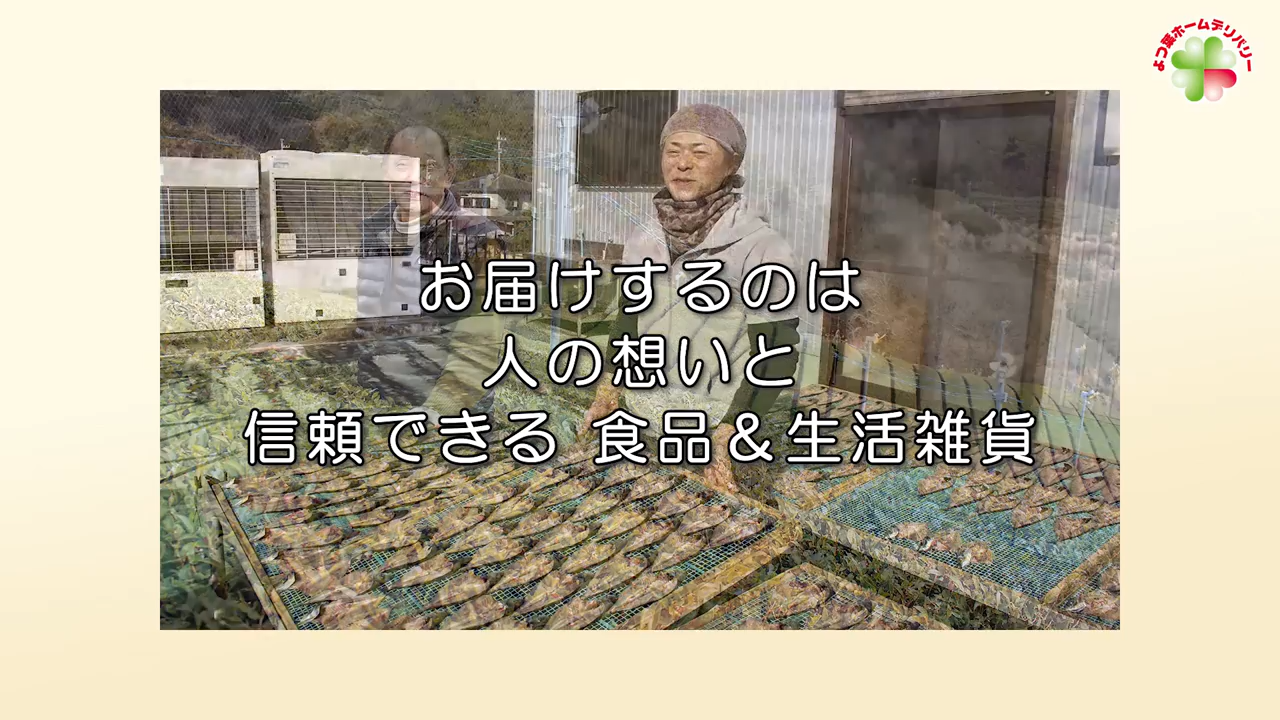 よつ葉ホームデリバリー
お届けするのは
人の想いと
信頼できる 食品&生活雑貨